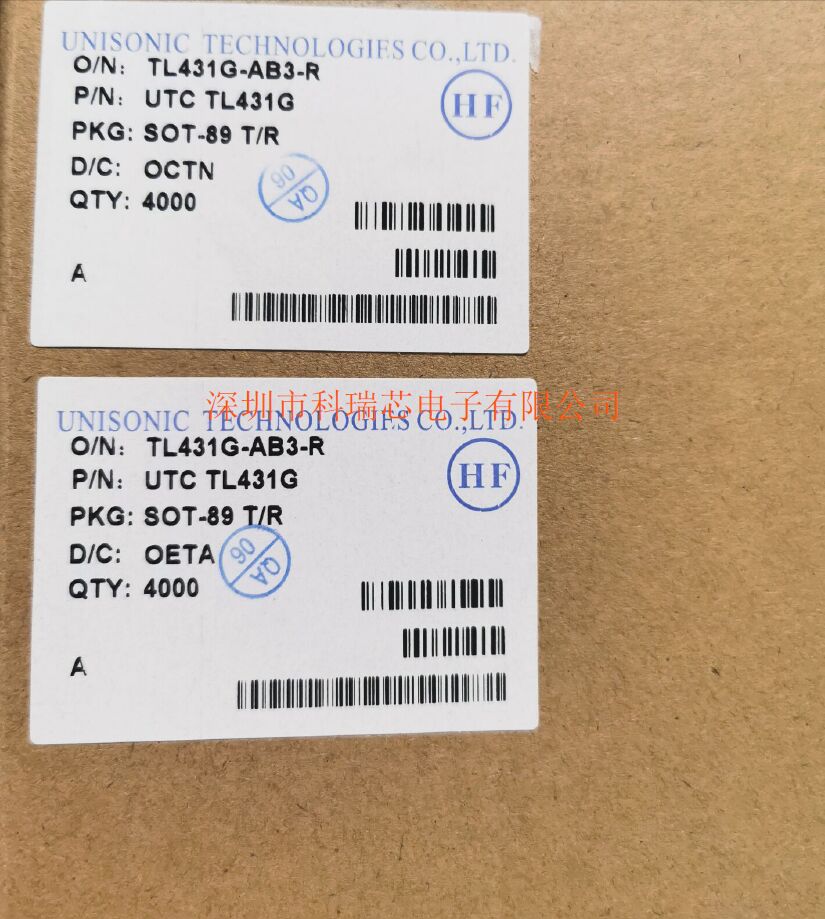 UNISONIC TECHNOLOGIES CO.,LTD.
O/N: TL431G-AB3-R
HF
P/N: UTC TL431G
PKG: SOT-89 T/R
D/C: OCTN
QA 06
QTY: 4000
A
深圳市科瑞芯电子有限公司
UNISONIC TECHNOLOGIES CO.,LTD.
O/N: TL431G-AB3-R
HF
P/N: UTC TL431G
PKG: SOT-89 T/R
D/C: OETA
QA 06
QTY: 4000
A